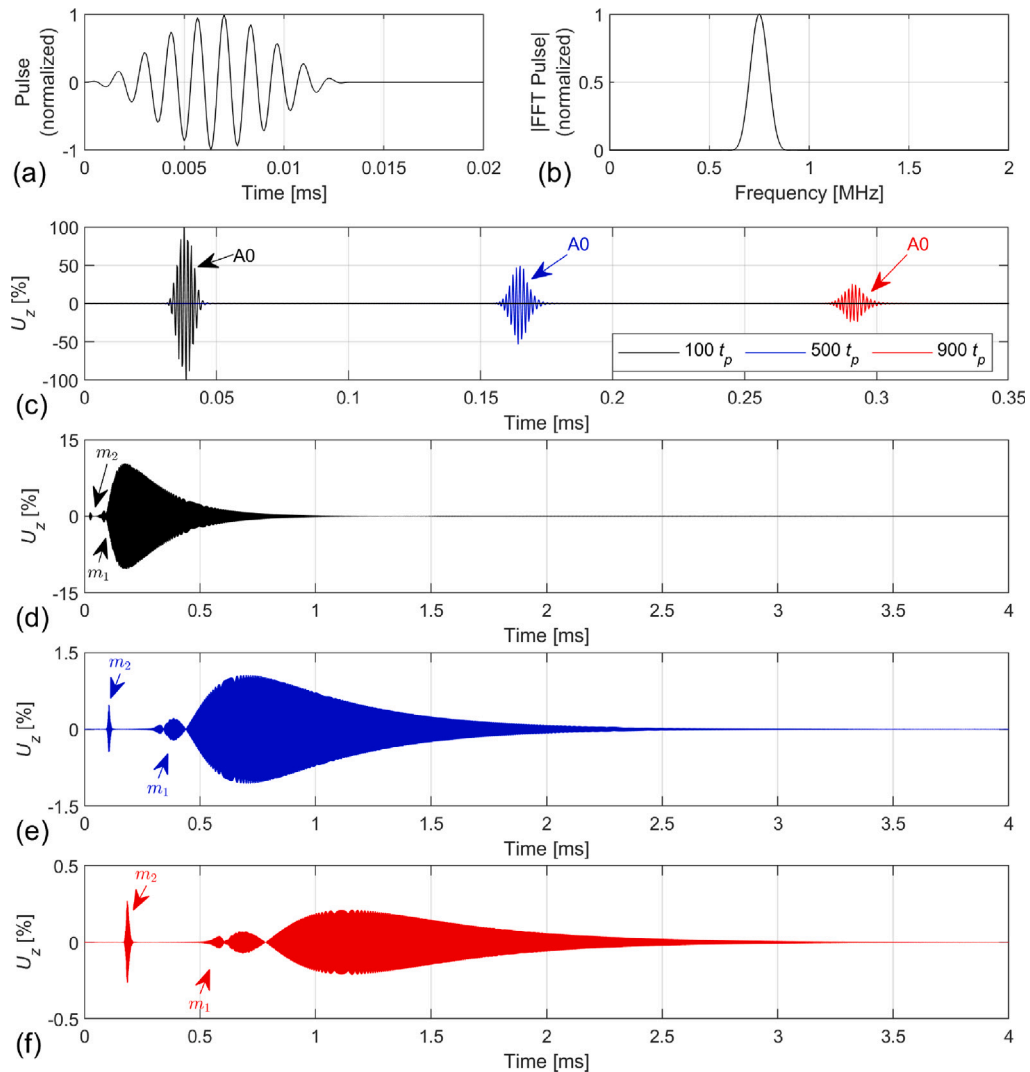 1
0
-1
Pulse
(normalized)
0
0.005
0.01
0.015
0.02
Time [ms]
(a)
1
0.5
0
|FFT Pulse|
(normalized)
0
0.5
1
1.5
2
Frequency [MHz]
(b)
100
50
0
-50
-100
U_z [%]
A0
A0
A0
100 t_p
500 t_p
900 t_p
0
0.05
0.1
0.15
0.2
0.25
0.3
0.35
Time [ms]
(c)
15
0
-15
U_z [%]
m_2
m_1
0
0.5
1
1.5
2
2.5
3
3.5
4
Time [ms]
(d)
1.5
0
-1.5
U_z [%]
m_2
m_1
0
0.5
1
1.5
2
2.5
3
3.5
4
Time [ms]
(e)
0.5
0
-0.5
U_z [%]
m_2
m_1
0
0.5
1
1.5
2
2.5
3
3.5
4
Time [ms]
(f)